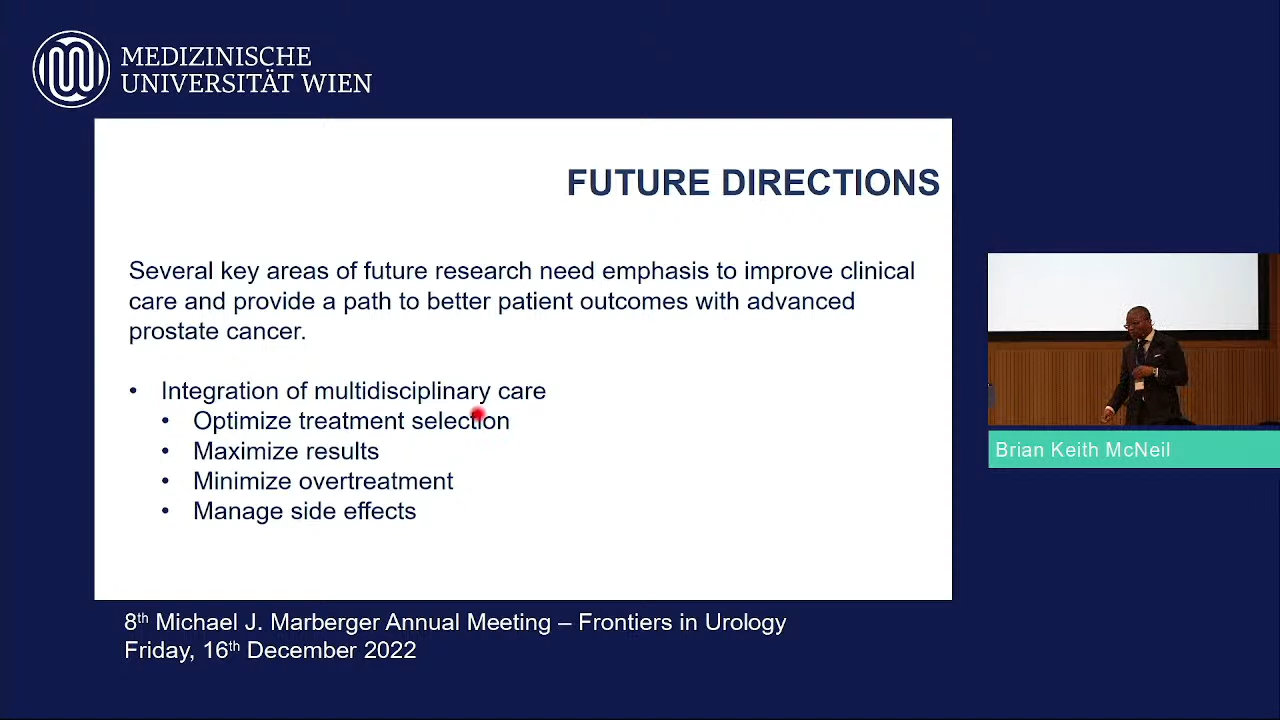 MEDIZINISCHE
UNIVERSITÄT WIEN
FUTURE DIRECTIONS
Several key areas of future research need emphasis to improve clinical
care and provide a path to better patient outcomes with advanced
prostate cancer.
• Integration of multidisciplinary care
• Optimize treatment selection
• Maximize results
• Minimize overtreatment
• Manage side effects
Brian Keith McNeil
8th Michael J. Marberger Annual Meeting – Frontiers in Urology
Friday, 16th December 2022